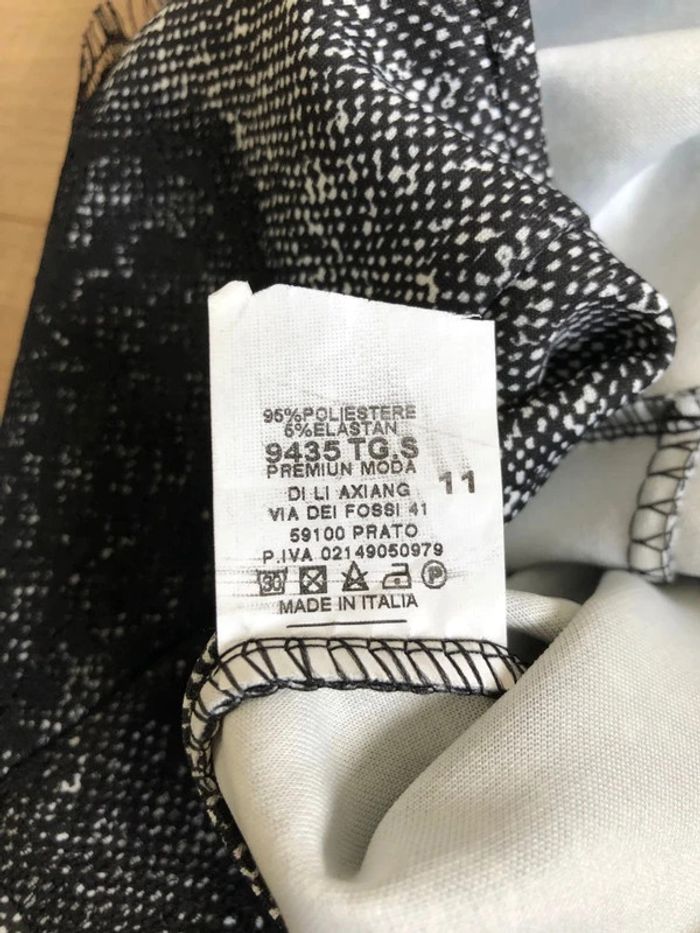 95%POLIESTERE
5%ELASTAN
9435 TG.S
PREMIUN MODA
11
DI LI AXIANG
VIA DEI FOSSI 41
59100 PRATO
P.IVA 02149050979
30 A P
MADE IN ITALIA